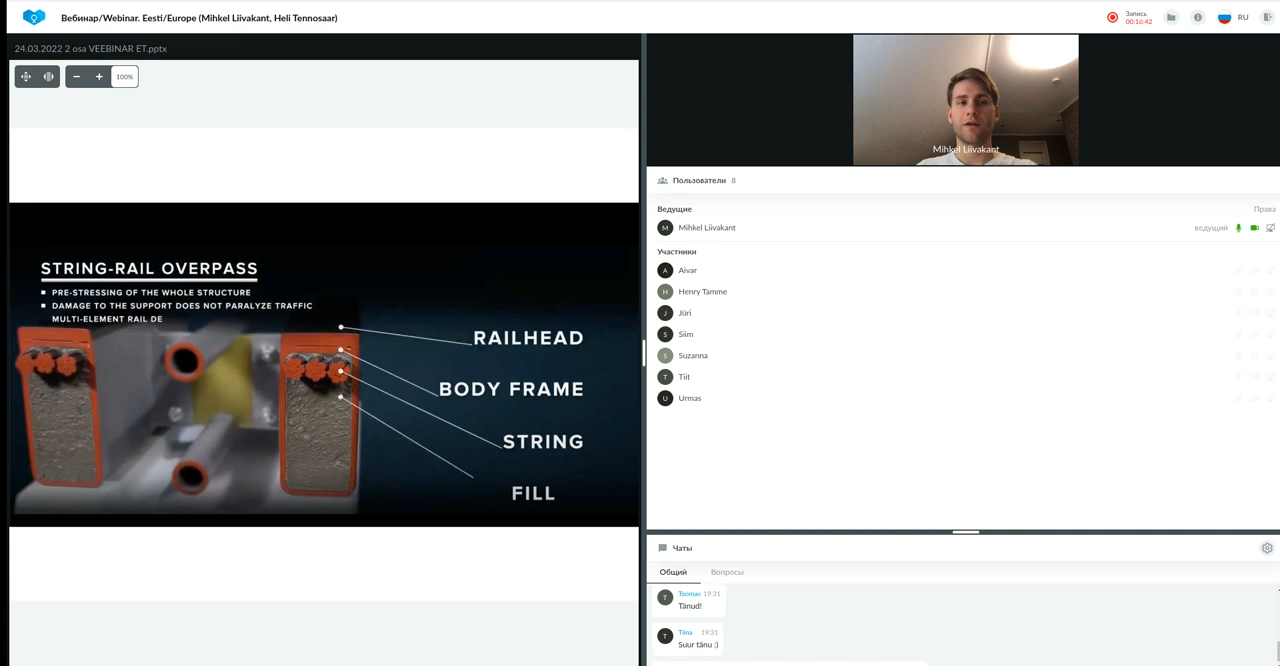 Вебинар/Webinar. Eesti/Europe (Mihkel Liivakant, Heli Tennosaar)
Запись
00:16:42
RU
24.03.2022 2 osa VEEBINAR ET.pptx
100%
STRING-RAIL OVERPASS
PRE-STRESSING OF THE WHOLE STRUCTURE
DAMAGE TO THE SUPPORT DOES NOT PARALYZE TRAFFIC
MULTI-ELEMENT RAIL DE
RAILHEAD
BODY FRAME
STRING
FILL
Mihkel Liivakant
Пользователи 8
Ведущие Права
M Mihkel Liivakant ведущий
Участники
A Aivar
H Henry Tamme
J Jüri
S Siim
S Suzanna
T Tiit
U Urmas
Чаты
Общий Вопросы
T Toomas 19:31
Tänud!
T Tiina 19:31
Suur tänu :)